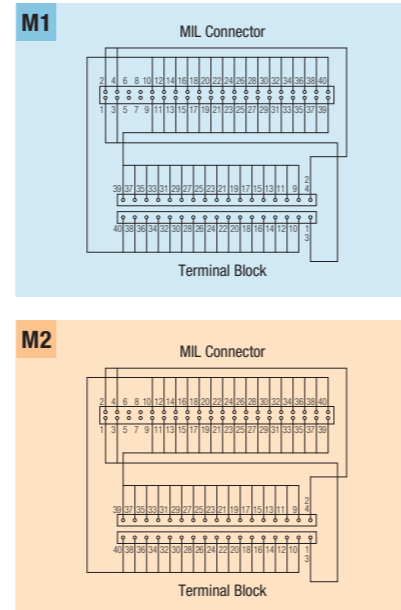 M1
MIL Connector
2 4 6 8 10 12 14 16 18 20 22 24 26 28 30 32 34 36 38 40
1 3 5 7 9 11 13 15 17 19 21 23 25 27 29 31 33 35 37 39
2
39 37 35 33 31 29 27 25 23 21 19 17 15 13 11 9 4
40 38 36 34 32 30 28 26 24 22 20 18 16 14 12 10 1
3
Terminal Block
M2
MIL Connector
2 4 6 8 10 12 14 16 18 20 22 24 26 28 30 32 34 36 38 40
1 3 5 7 9 11 13 15 17 19 21 23 25 27 29 31 33 35 37 39
2
39 37 35 33 31 29 27 25 23 21 19 17 15 13 11 9 4
40 38 36 34 32 30 28 26 24 22 20 18 16 14 12 10 1
3
Terminal Block